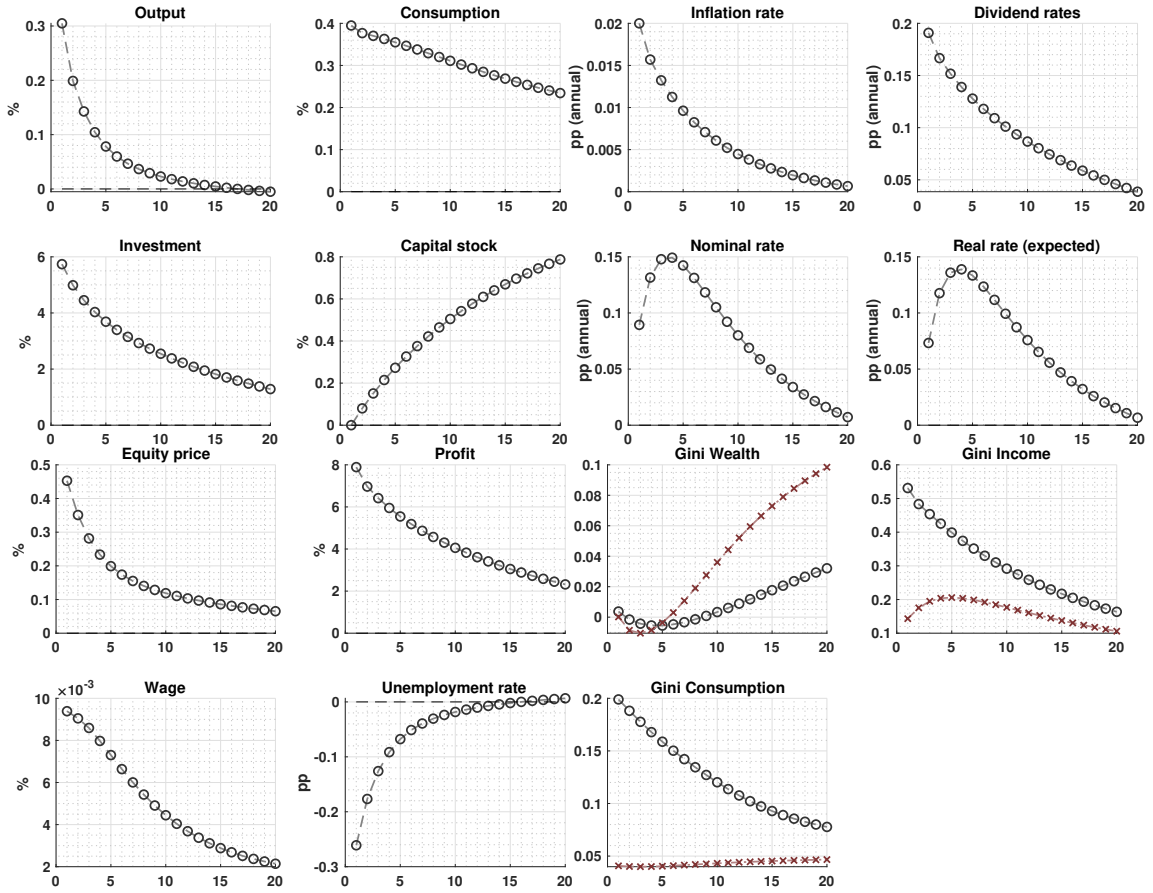 Output
Consumption
Inflation rate
Dividend rates
%
0.3
0.2
0.1
0
0 5 10 15 20
%
0.4
0.3
0.2
0.1
0
0 5 10 15 20
pp (annual)
0.02
0.015
0.01
0.005
0
0 5 10 15 20
pp (annual)
0.2
0.15
0.1
0.05
0 5 10 15 20
Investment
Capital stock
Nominal rate
Real rate (expected)
%
6
4
2
0
0 5 10 15 20
%
0.8
0.6
0.4
0.2
0
0 5 10 15 20
pp (annual)
0.15
0.1
0.05
0
0 5 10 15 20
pp (annual)
0.15
0.1
0.05
0
0 5 10 15 20
Equity price
Profit
Gini Wealth
Gini Income
%
0.5
0.4
0.3
0.2
0.1
0
0 5 10 15 20
%
8
6
4
2
0
0 5 10 15 20
0.1
0.08
0.06
0.04
0.02
0
0 5 10 15 20
0.6
0.5
0.4
0.3
0.2
0.1
0 5 10 15 20
Wage
Unemployment rate
Gini Consumption
%
×10-3
10
8
6
4
2
0 5 10 15 20
pp
0
-0.1
-0.2
-0.3
0 5 10 15 20
0.2
0.15
0.1
0.05
0 5 10 15 20